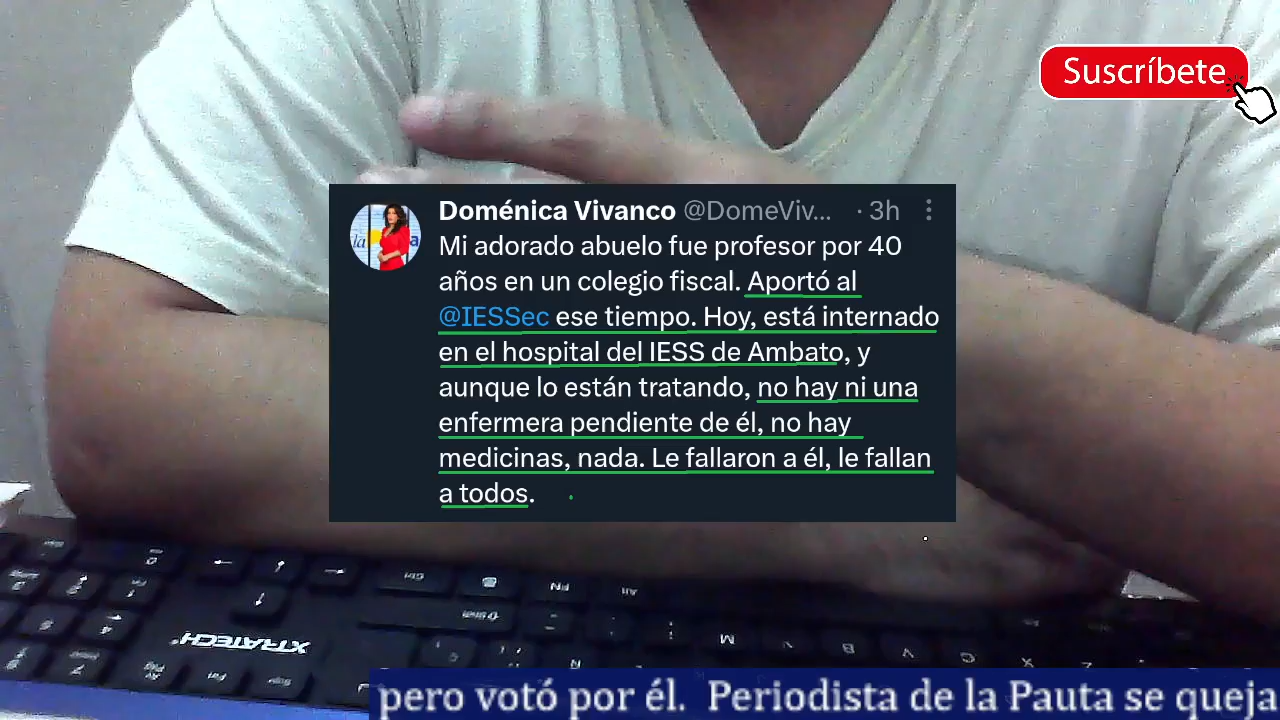 Suscríbete
Doménica Vivanco @DomeViv... · 3h
Mi adorado abuelo fue profesor por 40
años en un colegio fiscal. Aportó al
@IESSec ese tiempo. Hoy, está internado
en el hospital del IESS de Ambato, y
aunque lo están tratando, no hay ni una
enfermera pendiente de él, no hay
medicinas, nada. Le fallaron a él, le fallan
a todos.
XTRATECH
pero votó por él. Periodista de la Pauta se queja